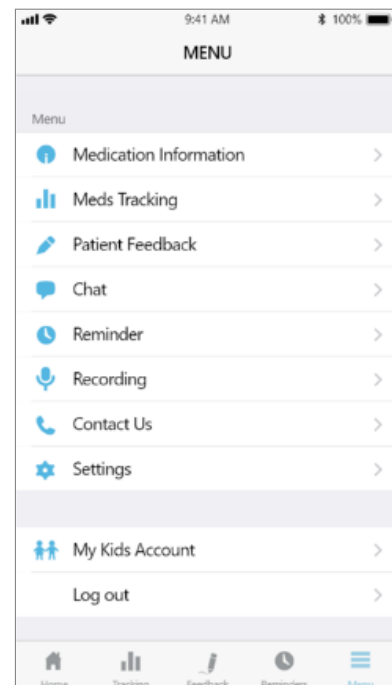 9:41 AM 100%
MENU
Menu
Medication Information
Meds Tracking
Patient Feedback
Chat
Reminder
Recording
Contact Us
Settings
My Kids Account
Log out
Home Tracking Feedback Reminders Menu